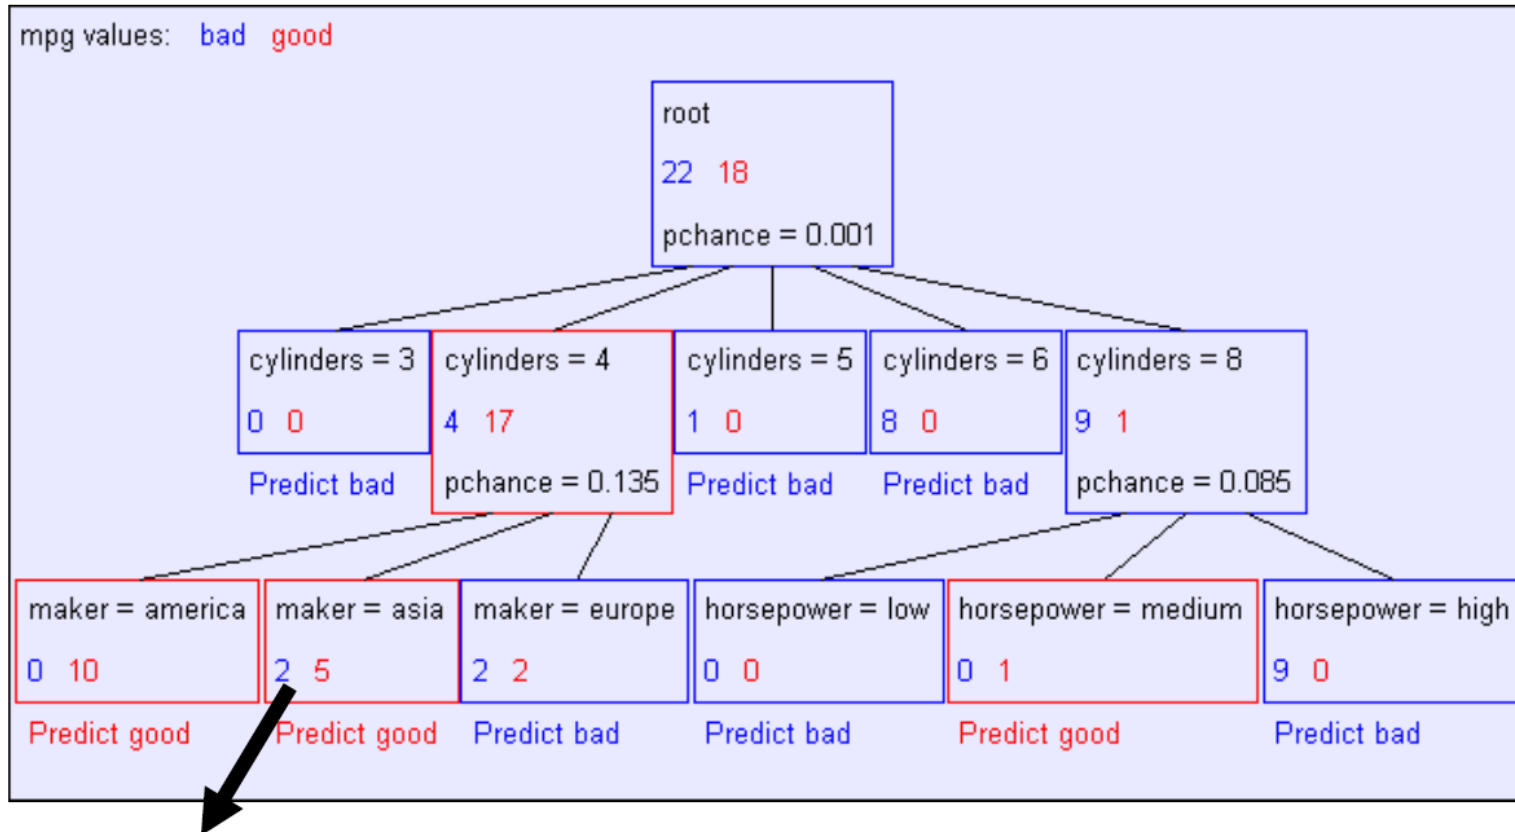 mpg values: bad good
root
22 18
pchance = 0.001
cylinders = 3
0 0
Predict bad
cylinders = 4
4 17
pchance = 0.135
cylinders = 5
1 0
Predict bad
cylinders = 6
8 0
Predict bad
cylinders = 8
9 1
pchance = 0.085
maker = america
0 10
Predict good
maker = asia
2 5
Predict good
maker = europe
2 2
Predict bad
horsepower = low
0 0
Predict bad
horsepower = medium
0 1
Predict good
horsepower = high
9 0
Predict bad